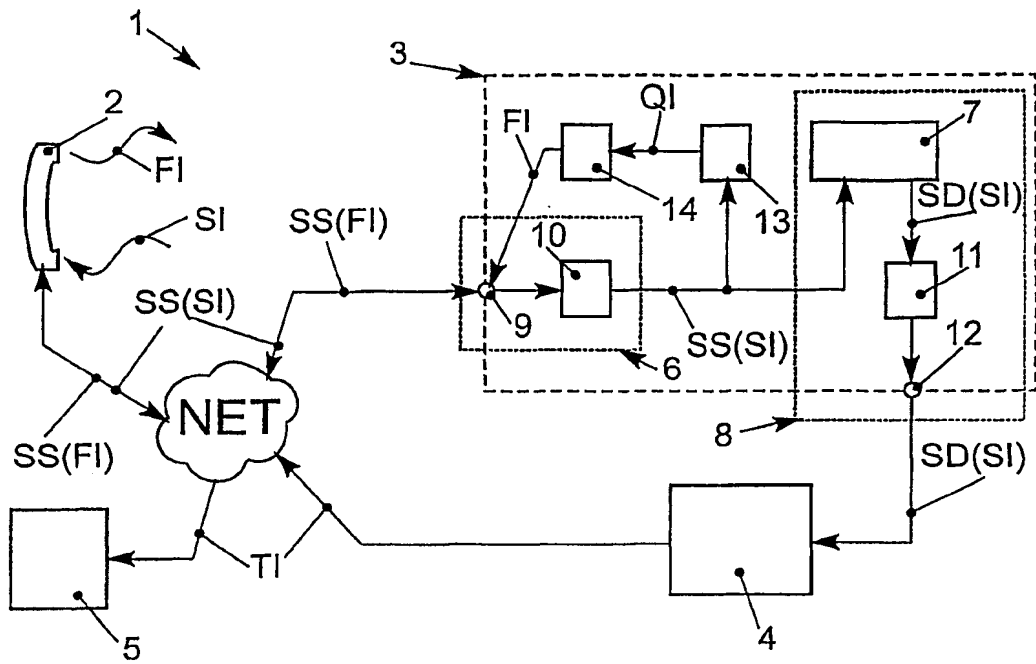 1
3
2
QI
7
FI
FI
14
13
SD(SI)
SI
SS(FI)
10
11
SS(SI)
9
SS(SI)
12
6
NET
8
SS(FI)
SD(SI)
TI
5
4